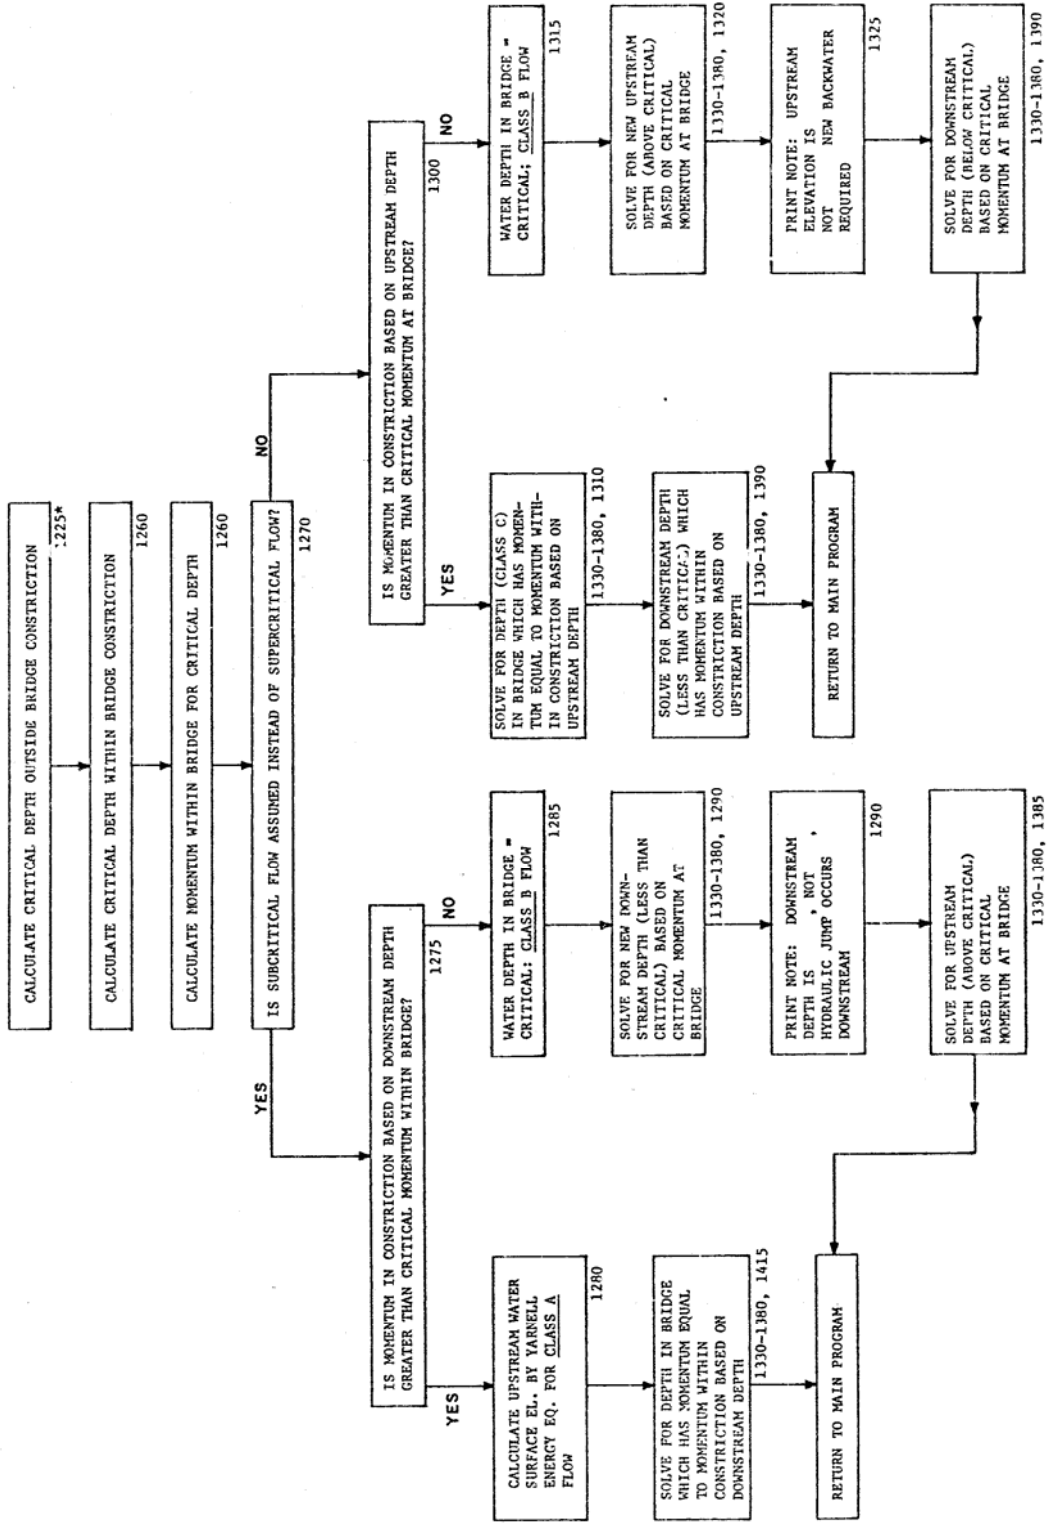 CALCULATE CRITICAL DEPTH OUTSIDE BRIDGE CONSTRICTION
1225*
CALCULATE CRITICAL DEPTH WITHIN BRIDGE CONSTRICTION
1260
CALCULATE MOMENTUM WITHIN BRIDGE FOR CRITICAL DEPTH
1260
IS SUBCRITICAL FLOW ASSUMED INSTEAD OF SUPERCRITICAL FLOW?
1270
YES
NO
IS MOMENTUM IN CONSTRICTION BASED ON DOWNSTREAM DEPTH
GREATER THAN CRITICAL MOMENTUM WITHIN BRIDGE?
1275
YES
NO
CALCULATE UPSTREAM WATER
SURFACE EL. BY YARNELL
ENERGY EQ. FOR CLASS A
FLOW
1280
SOLVE FOR DEPTH IN BRIDGE
WHICH HAS MOMENTUM EQUAL
TO MOMENTUM WITHIN
CONSTRICTION BASED ON
DOWNSTREAM DEPTH
1330-1380, 1415
RETURN TO MAIN PROGRAM
WATER DEPTH IN BRIDGE =
CRITICAL; CLASS B FLOW
1285
SOLVE FOR NEW DOWN-
STREAM DEPTH (LESS THAN
CRITICAL) BASED ON
CRITICAL MOMENTUM AT
BRIDGE
1330-1380, 1290
PRINT NOTE: DOWNSTREAM
DEPTH IS , NOT ,
HYDRAULIC JUMP OCCURS
DOWNSTREAM
1290
SOLVE FOR UPSTREAM
DEPTH (ABOVE CRITICAL)
BASED ON CRITICAL
MOMENTUM AT BRIDGE
1330-1380, 1385
IS MOMENTUM IN CONSTRICTION BASED ON UPSTREAM DEPTH
GREATER THAN CRITICAL MOMENTUM AT BRIDGE?
1300
YES
NO
SOLVE FOR DEPTH (CLASS C)
IN BRIDGE WHICH HAS MOMEN-
TUM EQUAL TO MOMENTUM WITH-
IN CONSTRICTION BASED ON
UPSTREAM DEPTH
1330-1380, 1310
SOLVE FOR DOWNSTREAM DEPTH
(LESS THAN CRITICAL) WHICH
HAS MOMENTUM WITHIN
CONSTRICTION BASED ON
UPSTREAM DEPTH
1330-1380, 1390
RETURN TO MAIN PROGRAM
WATER DEPTH IN BRIDGE =
CRITICAL; CLASS B FLOW
1315
SOLVE FOR NEW UPSTREAM
DEPTH (ABOVE CRITICAL)
BASED ON CRITICAL
MOMENTUM AT BRIDGE
1330-1380, 1320
PRINT NOTE: UPSTREAM
ELEVATION IS
NOT NEW BACKWATER
REQUIRED
1325
SOLVE FOR DOWNSTREAM
DEPTH (BELOW CRITICAL)
BASED ON CRITICAL
MOMENTUM AT BRIDGE
1330-1380, 1390